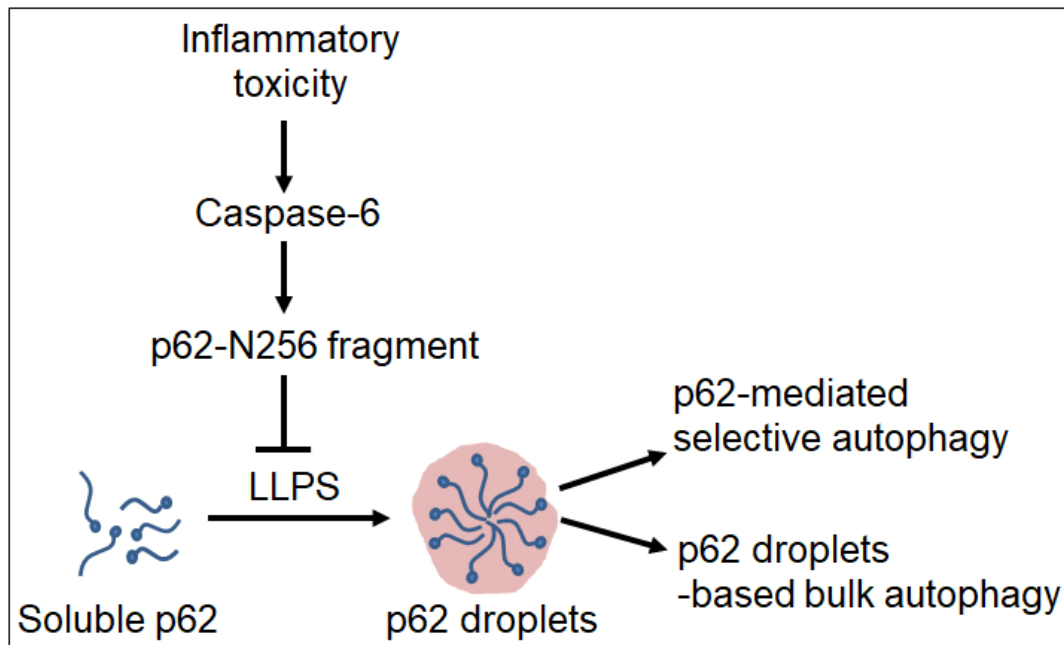 Inflammatory
toxicity
Caspase-6
p62-N256 fragment
LLPS
Soluble p62
p62 droplets
p62-mediated
selective autophagy
p62 droplets
-based bulk autophagy